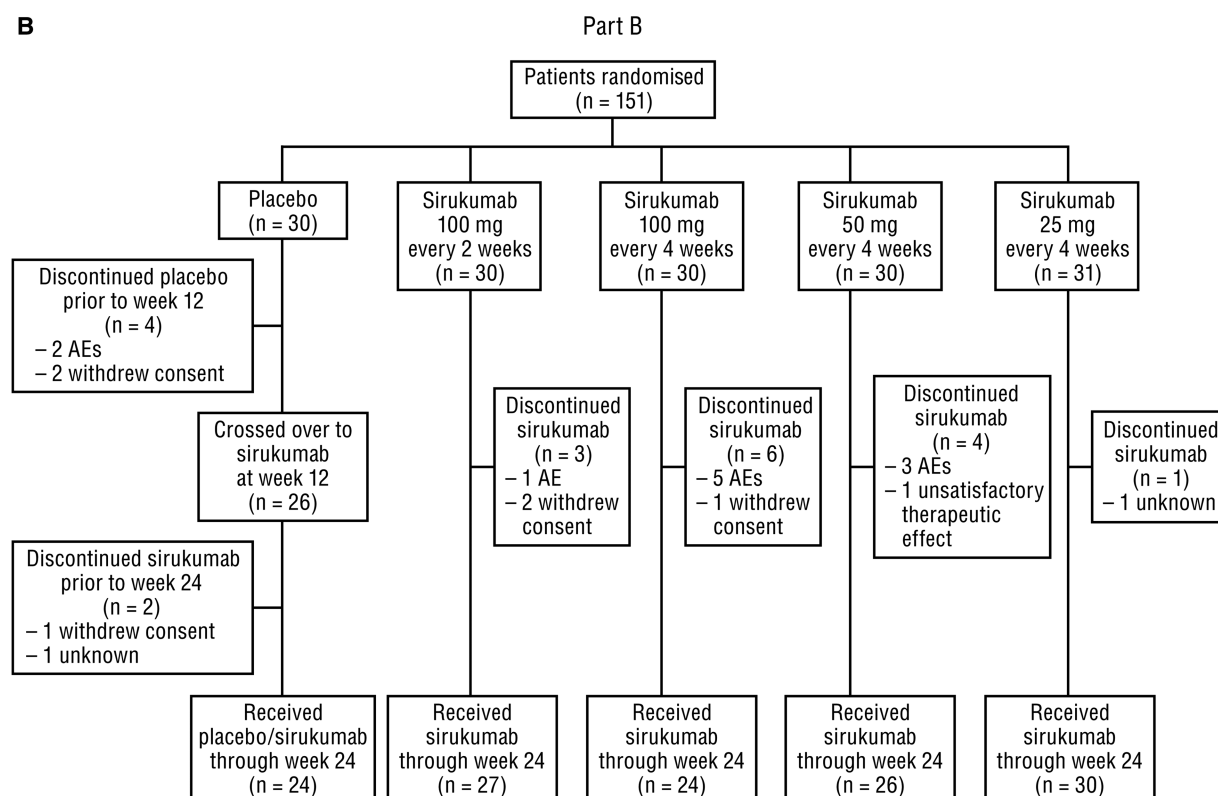 B
Part B
Patients randomised
(n = 151)
Placebo
(n = 30)
Sirukumab
100 mg
every 2 weeks
(n = 30)
Sirukumab
100 mg
every 4 weeks
(n = 30)
Sirukumab
50 mg
every 4 weeks
(n = 30)
Sirukumab
25 mg
every 4 weeks
(n = 31)
Discontinued placebo
prior to week 12
(n = 4)
– 2 AEs
– 2 withdrew consent
Crossed over to
sirukumab
at week 12
(n = 26)
Discontinued
sirukumab
(n = 3)
– 1 AE
– 2 withdrew
consent
Discontinued
sirukumab
(n = 6)
– 5 AEs
– 1 withdrew
consent
Discontinued
sirukumab
(n = 4)
– 3 AEs
– 1 unsatisfactory
therapeutic
effect
Discontinued
sirukumab
(n = 1)
– 1 unknown
Discontinued sirukumab
prior to week 24
(n = 2)
– 1 withdrew consent
– 1 unknown
Received
placebo/sirukumab
through week 24
(n = 24)
Received
sirukumab
through week 24
(n = 27)
Received
sirukumab
through week 24
(n = 24)
Received
sirukumab
through week 24
(n = 26)
Received
sirukumab
through week 24
(n = 30)